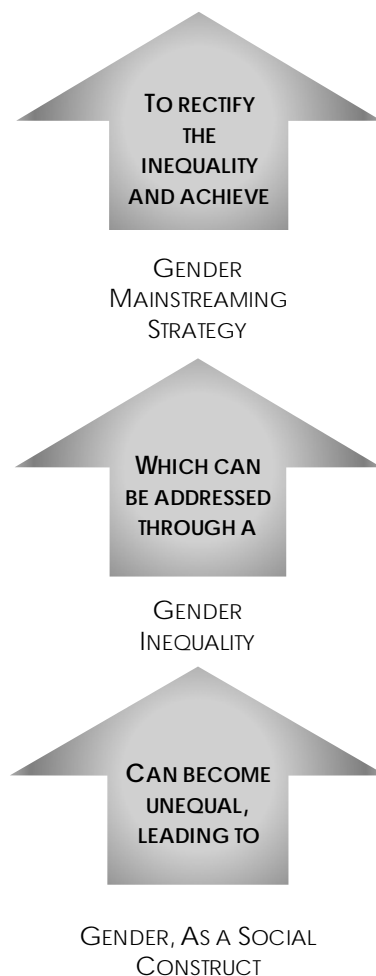 TO RECTIFY
THE
INEQUALITY
AND ACHIEVE
GENDER
MAINSTREAMING
STRATEGY
WHICH CAN
BE ADDRESSED
THROUGH A
GENDER
INEQUALITY
CAN BECOME
UNEQUAL,
LEADING TO
GENDER, AS A SOCIAL
CONSTRUCT